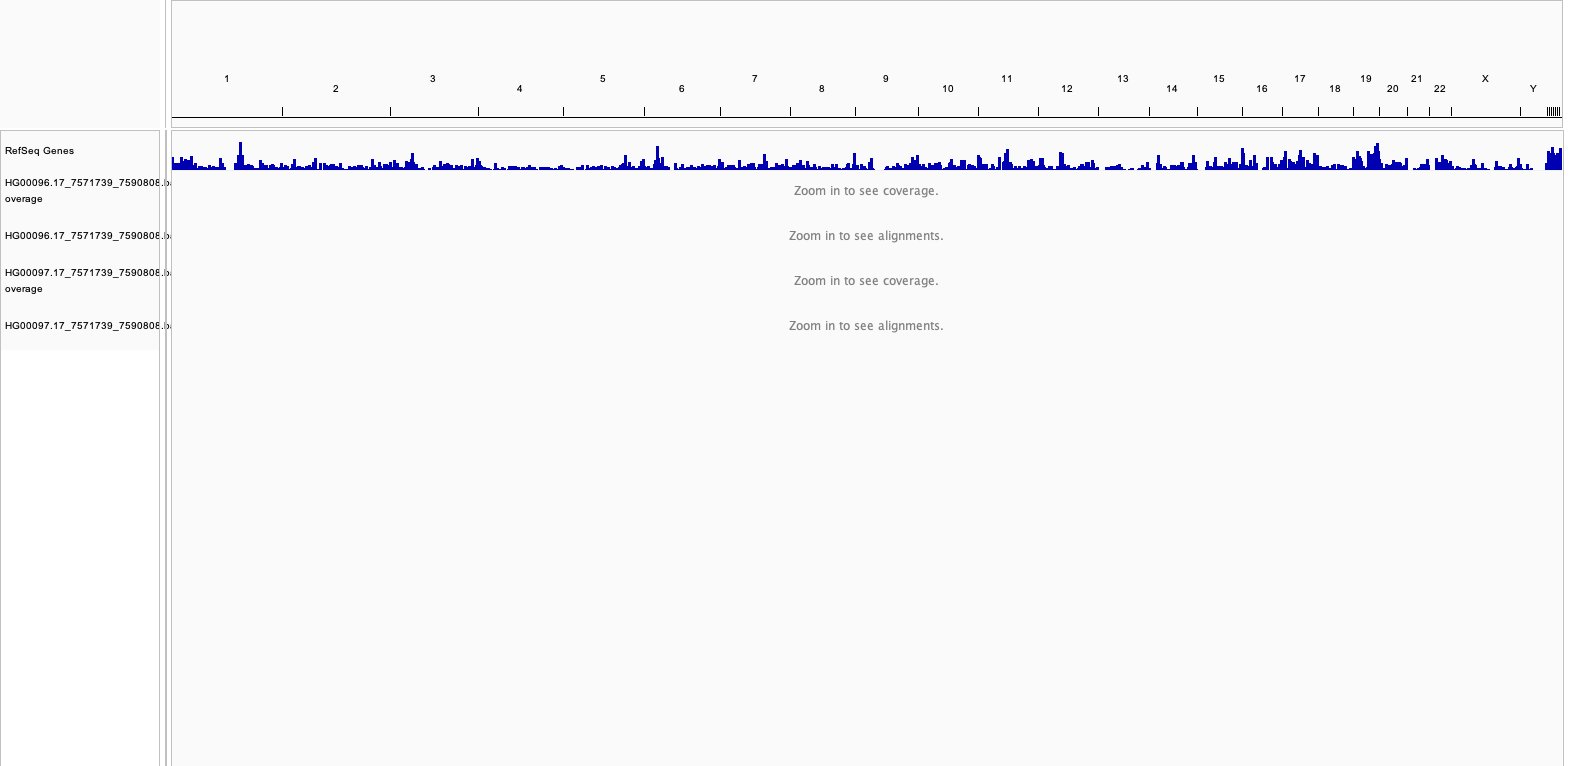 1 3 5 7 9 11 13 15 17 19 21 X
2 4 6 8 10 12 14 16 18 20 22 Y
RefSeq Genes
HG00096.17_7571739_7590808.ba
overage
Zoom in to see coverage.
HG00096.17_7571739_7590808.ba
Zoom in to see alignments.
HG00097.17_7571739_7590808.ba
overage
Zoom in to see coverage.
HG00097.17_7571739_7590808.ba
Zoom in to see alignments.